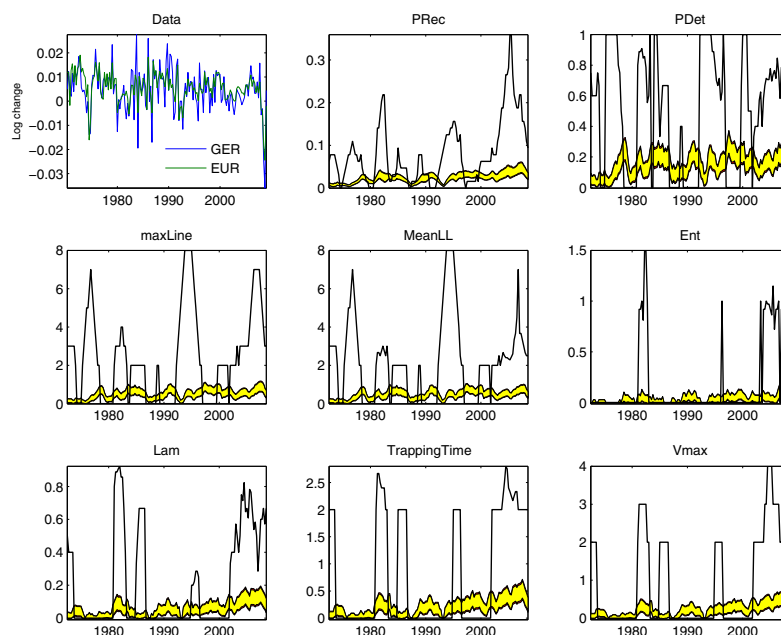 Data
PRec
PDet
0.02
0.01
0
−0.01
−0.02
−0.03
Log change
GER
EUR
1980 1990 2000
0.3
0.2
0.1
0
1980 1990 2000
1
0.8
0.6
0.4
0.2
0
1980 1990 2000
maxLine
MeanLL
Ent
8
6
4
2
0
1980 1990 2000
8
6
4
2
0
1980 1990 2000
1.5
1
0.5
0
1980 1990 2000
Lam
TrappingTime
Vmax
0.8
0.6
0.4
0.2
0
1980 1990 2000
2.5
2
1.5
1
0.5
0
1980 1990 2000
4
3
2
1
0
1980 1990 2000